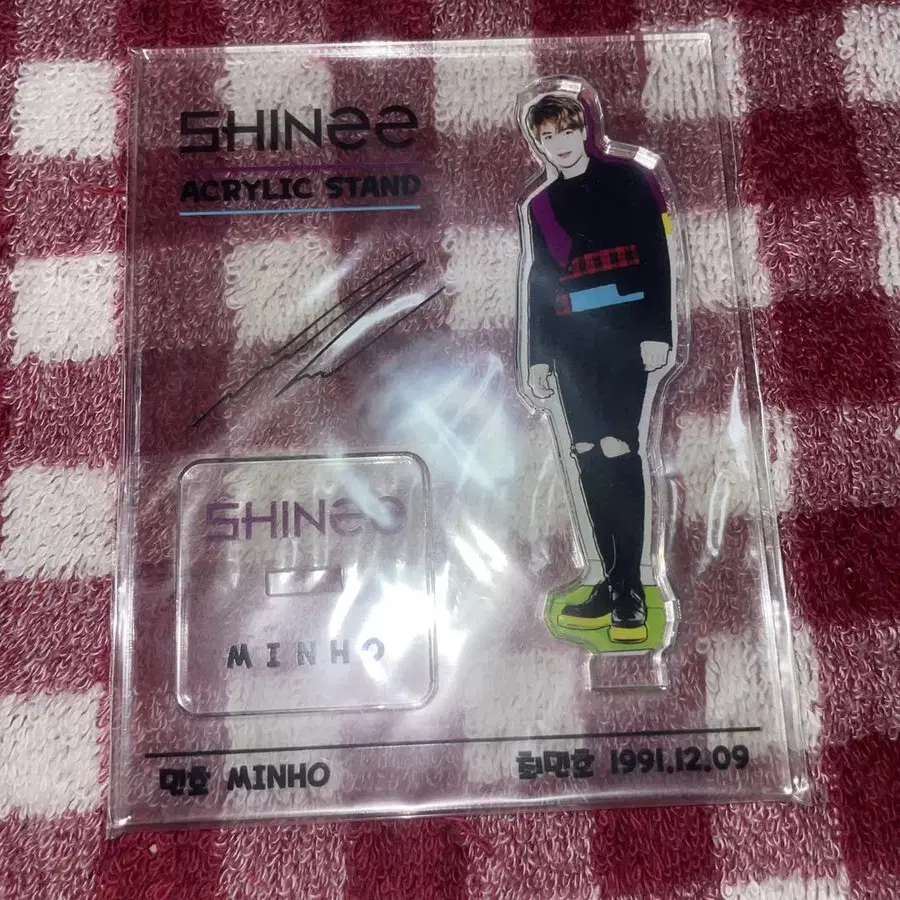 SHINee
ACRYLIC STAND
SHINee
MINHO
민호 MINHO
최민호 1991.12.09